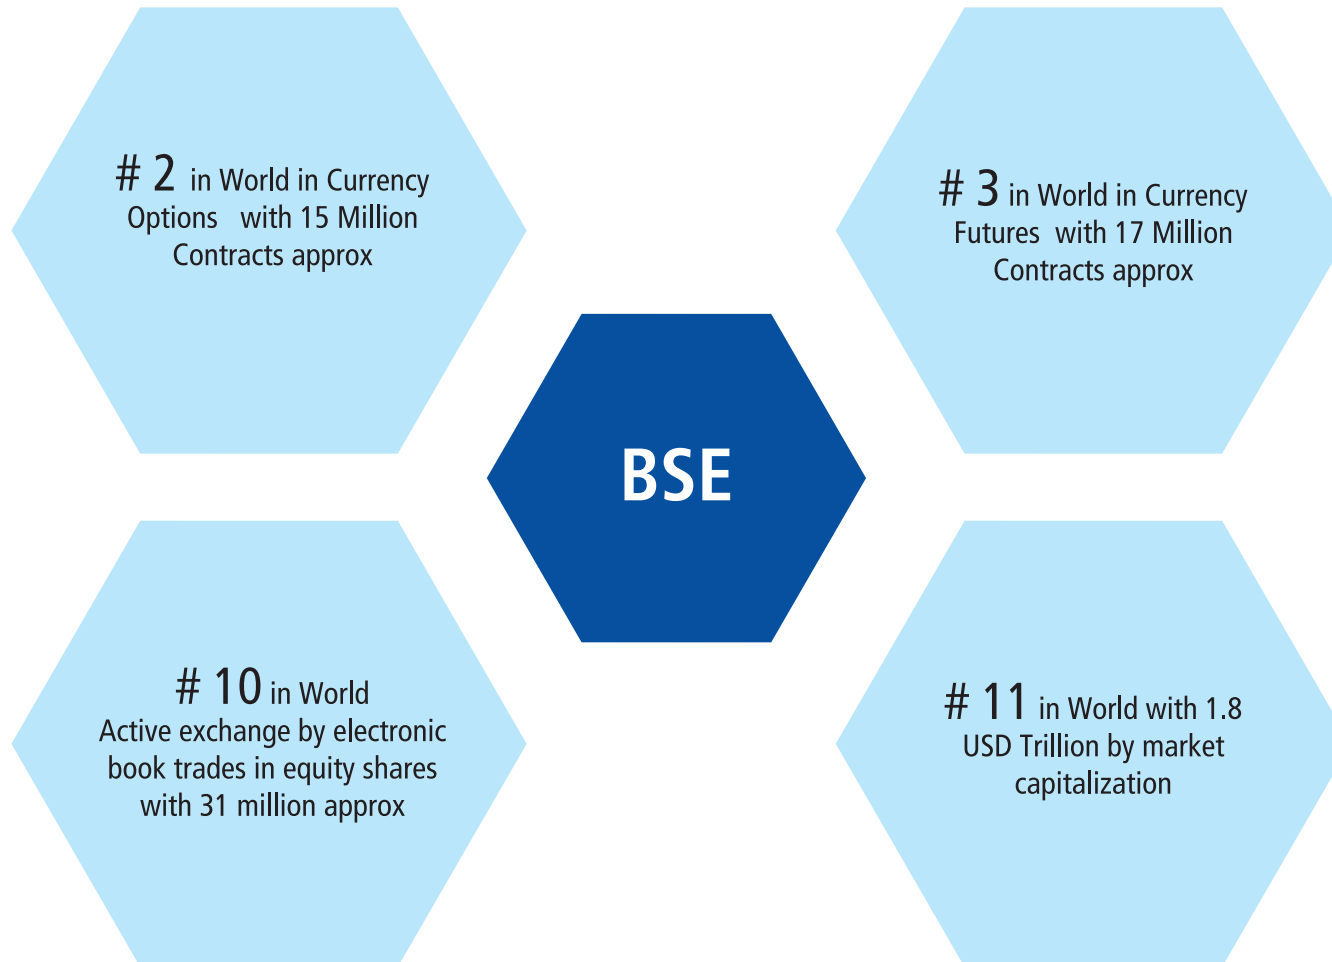 # 2 in World in Currency
Options with 15 Million
Contracts approx
# 3 in World in Currency
Futures with 17 Million
Contracts approx
BSE
# 10 in World
Active exchange by electronic
book trades in equity shares
with 31 million approx
# 11 in World with 1.8
USD Trillion by market
capitalization